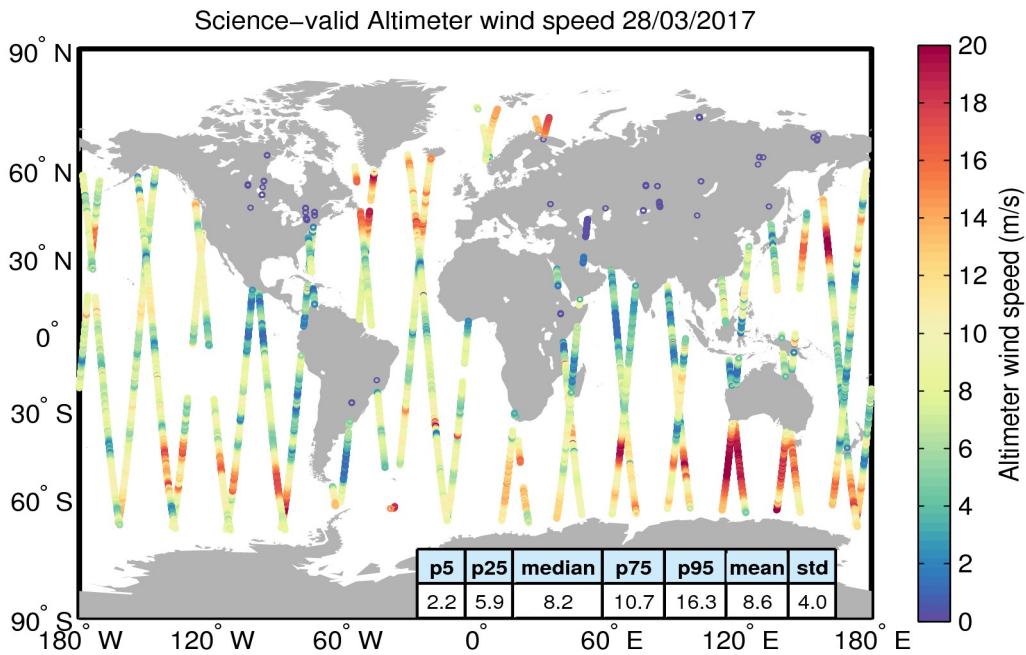 Science−valid Altimeter wind speed 28/03/2017
90° N
60° N
30° N
0°
30° S
60° S
90° S
180° W
120° W
60° W
0°
60° E
120° E
180° E
p5 p25 median p75 p95 mean std
2.2 5.9 8.2 10.7 16.3 8.6 4.0
20
18
16
14
12
10
8
6
4
2
0
Altimeter wind speed (m/s)